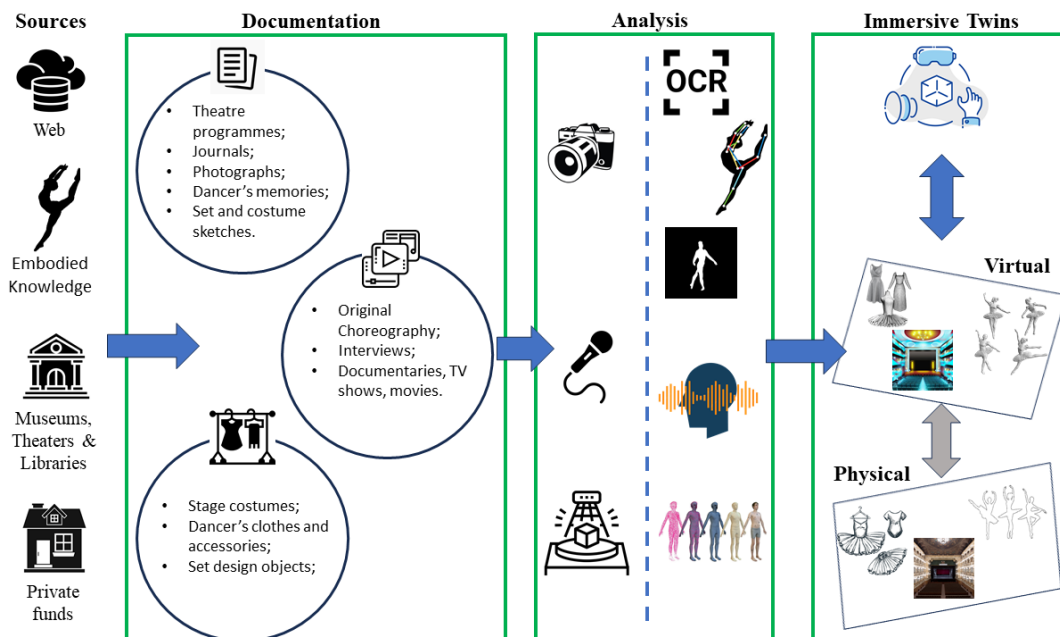 Sources
Documentation
Analysis
Immersive Twins
Web
Embodied
Knowledge
Museums,
Theaters &
Libraries
Private
funds
• Theatre
programmes;
• Journals;
• Photographs;
• Dancer’s memories;
• Set and costume
sketches.
• Original
Choreography;
• Interviews;
• Documentaries, TV
shows, movies.
• Stage costumes;
• Dancer’s clothes and
accessories;
• Set design objects;
OCR
Virtual
Physical